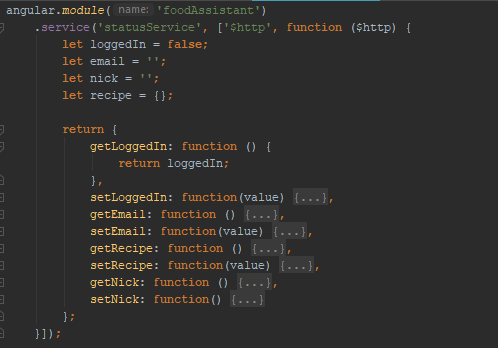 angular.module( name: 'foodAssistant')
    .service('statusService', ['$http', function ($http) {
        let loggedIn = false;
        let email = '';
        let nick = '';
        let recipe = {};

        return {
            getLoggedIn: function () {
                return loggedIn;
            },
            setLoggedIn: function(value) {...},
            getEmail: function () {...},
            setEmail: function(value) {...},
            getRecipe: function () {...},
            setRecipe: function(value) {...},
            getNick: function () {...},
            setNick: function() {...}
        };
    }]);